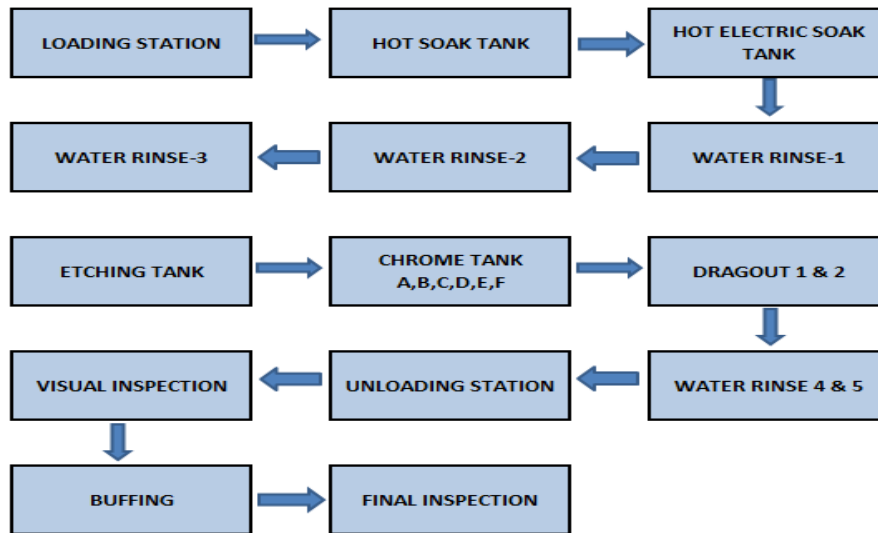 LOADING STATION
HOT SOAK TANK
HOT ELECTRIC SOAK
TANK
WATER RINSE-3
WATER RINSE-2
WATER RINSE-1
ETCHING TANK
CHROME TANK
A,B,C,D,E,F
DRAGOUT 1 & 2
VISUAL INSPECTION
UNLOADING STATION
WATER RINSE 4 & 5
BUFFING
FINAL INSPECTION